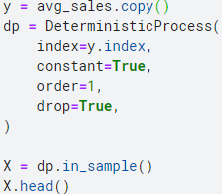 y = avg_sales.copy()
dp = DeterministicProcess(
    index=y.index,
    constant=True,
    order=1,
    drop=True,
)
X = dp.in_sample()
X.head()